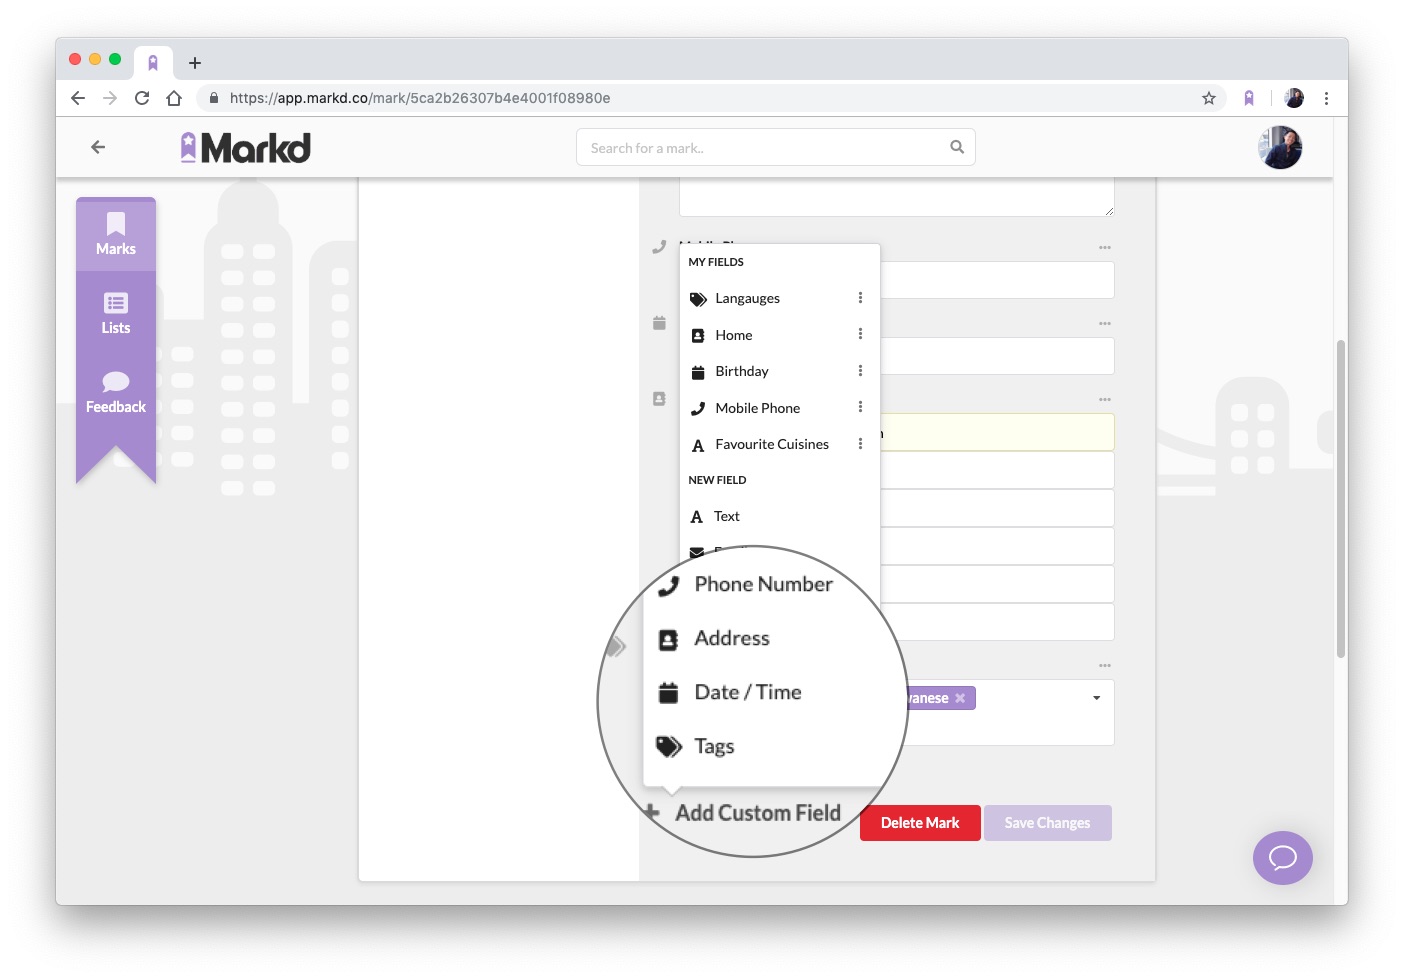 https://app.markd.co/mark/5ca2b26307b4e4001f08980e
Markd
Search for a mark..
Marks
Lists
Feedback
MY FIELDS
Langauges
Home
Birthday
Mobile Phone
Favourite Cuisines
NEW FIELD
Text
Phone Number
Address
Date / Time
Tags
Add Custom Field
Delete Mark
Save Changes